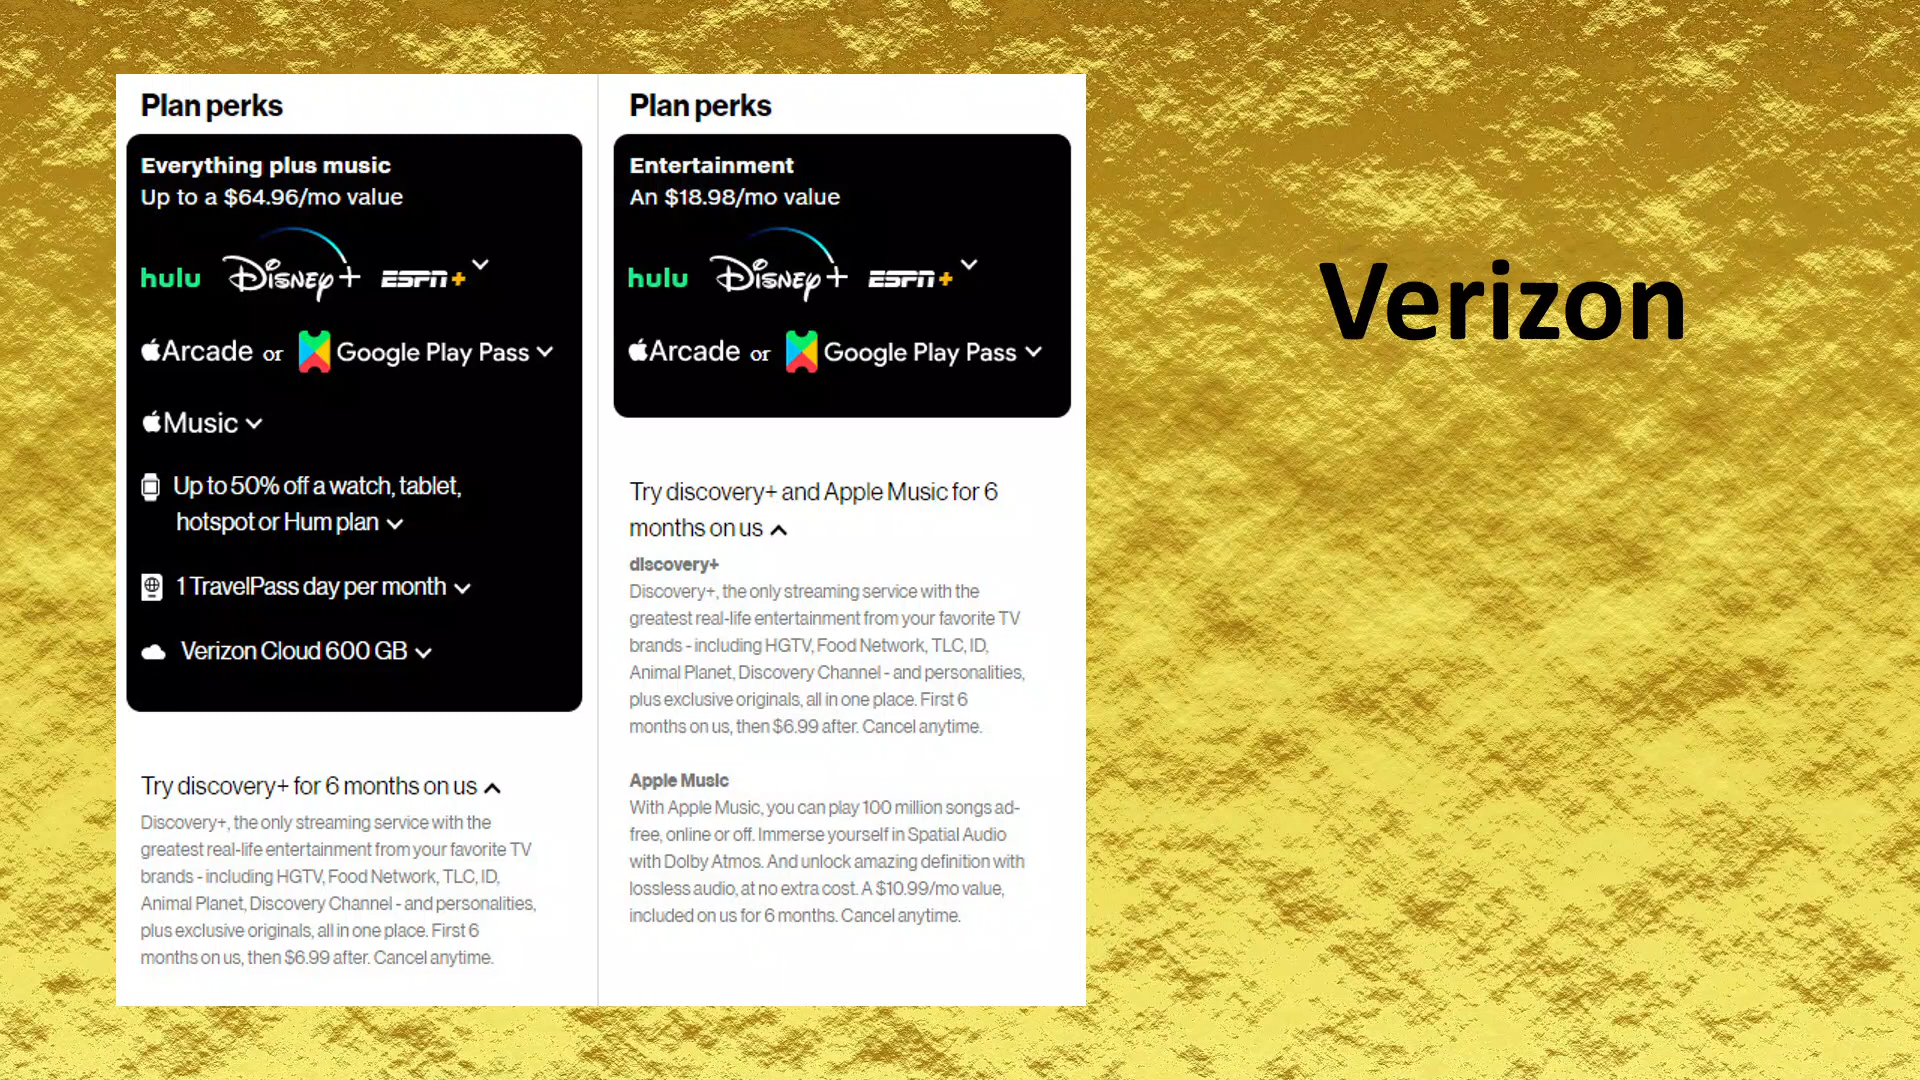 Plan perks
Everything plus music
Up to a $64.96/mo value
hulu Disney+ ESPN+
Arcade or Google Play Pass
Music
Up to 50% off a watch, tablet,
hotspot or Hum plan
1 TravelPass day per month
Verizon Cloud 600 GB
Try discovery+ for 6 months on us
Discovery+, the only streaming service with the
greatest real-life entertainment from your favorite TV
brands - including HGTV, Food Network, TLC, ID,
Animal Planet, Discovery Channel - and personalities,
plus exclusive originals, all in one place. First 6
months on us, then $6.99 after. Cancel anytime.
Plan perks
Entertainment
An $18.98/mo value
hulu Disney+ ESPN+
Arcade or Google Play Pass
Try discovery+ and Apple Music for 6
months on us
discovery+
Discovery+, the only streaming service with the
greatest real-life entertainment from your favorite TV
brands - including HGTV, Food Network, TLC, ID,
Animal Planet, Discovery Channel - and personalities,
plus exclusive originals, all in one place. First 6
months on us, then $6.99 after. Cancel anytime.
Apple Music
With Apple Music, you can play 100 million songs ad-
free, online or off. Immerse yourself in Spatial Audio
with Dolby Atmos. And unlock amazing definition with
lossless audio, at no extra cost. A $10.99/mo value,
included on us for 6 months. Cancel anytime.
Verizon